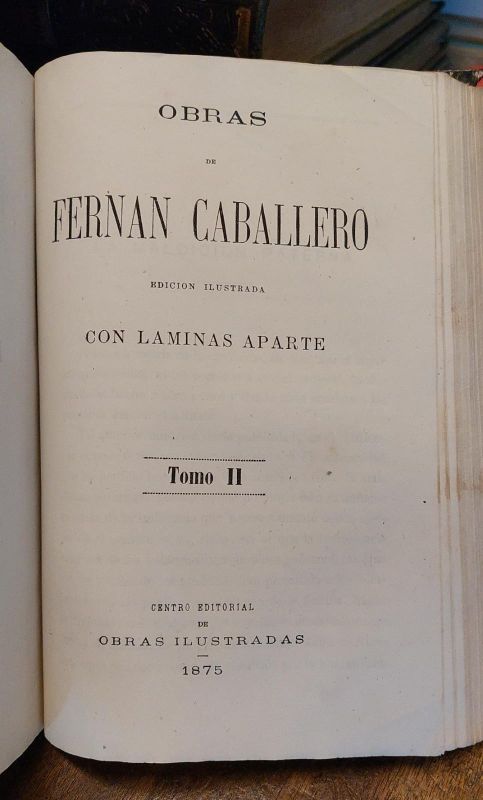 OBRAS
DE
FERNAN CABALLERO
EDICION ILUSTRADA
CON LAMINAS APARTE
Tomo II
CENTRO EDITORIAL
DE
OBRAS ILUSTRADAS
1875